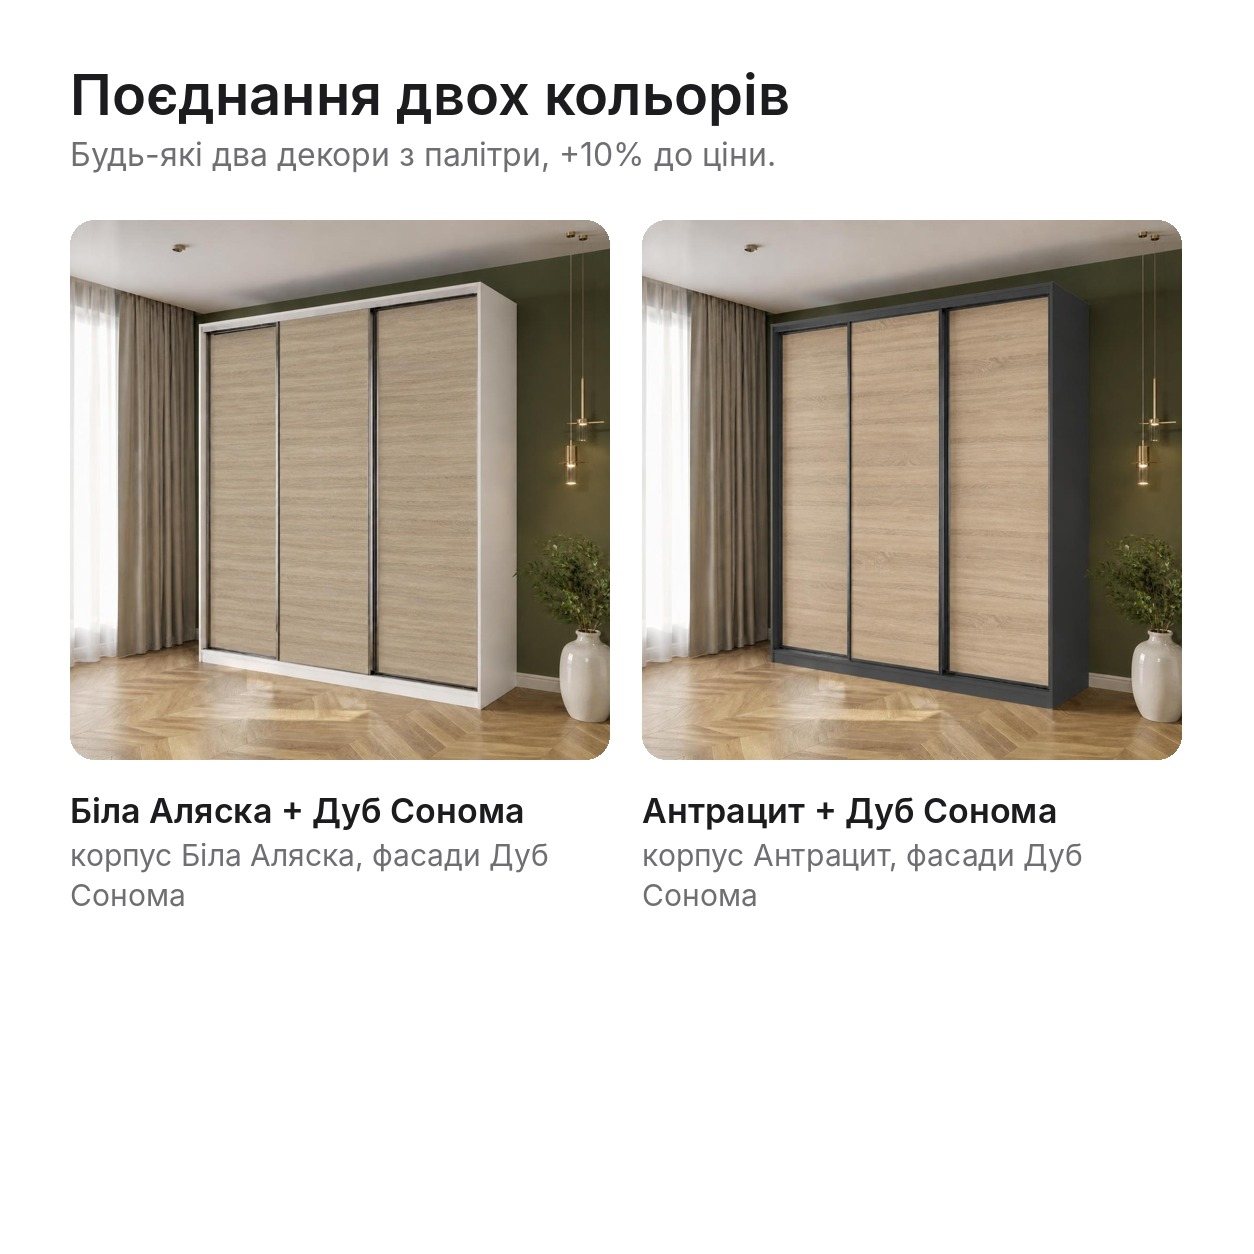 Поєднання двох кольорів
Будь-які два декори з палітри, +10% до ціни.
Біла Аляска + Дуб Сонома
корпус Біла Аляска, фасади Дуб
Сонома
Антрацит + Дуб Сонома
корпус Антрацит, фасади Дуб
Сонома